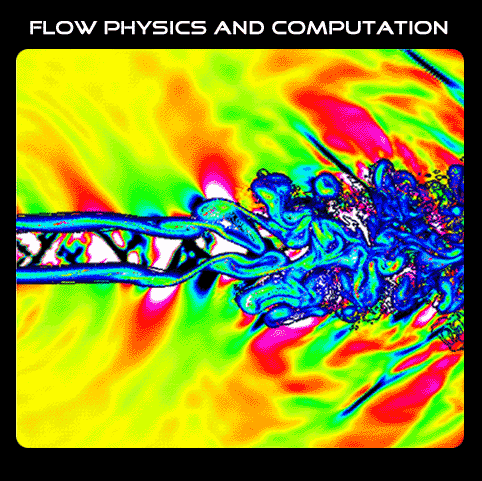 FLOW PHYSICS AND COMPUTATION